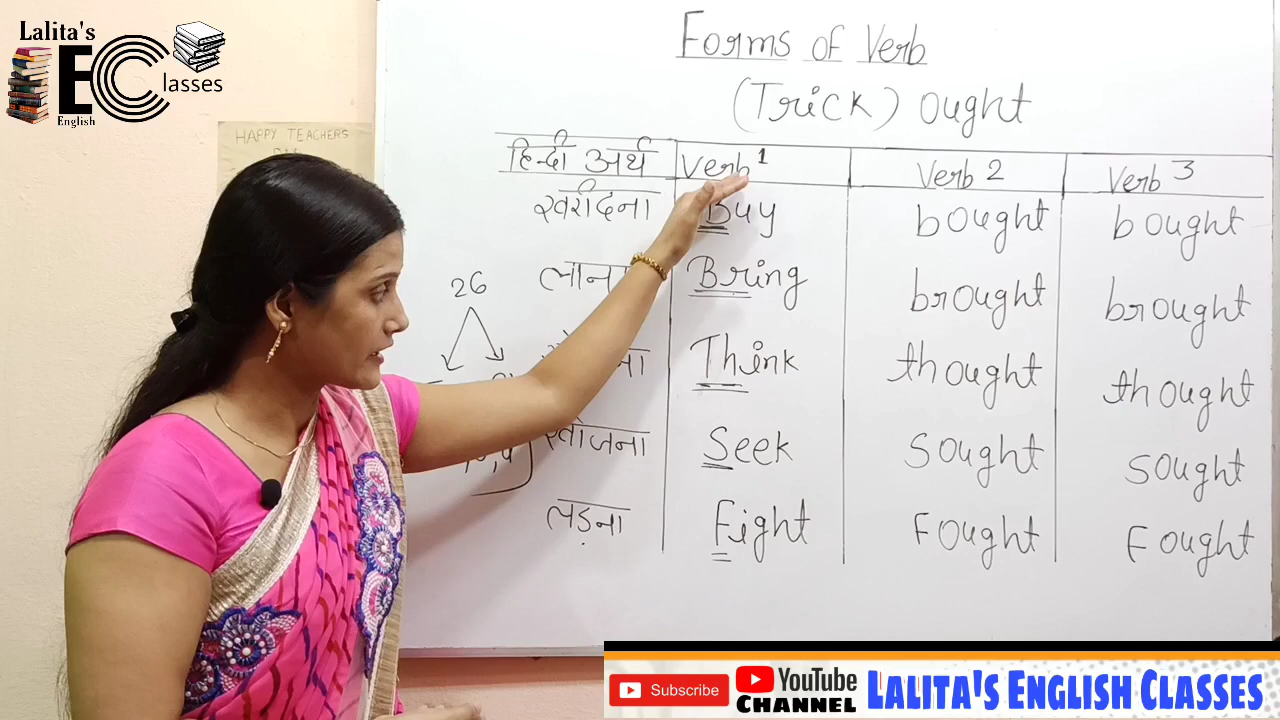 Lalita's
EC Classes
English
HAPPY TEACHERS
Forms of Verb
(Trick) ought
हिन्दी अर्थ Verb 1 Verb 2 Verb 3
खरीदना Buy bought bought
लाना Bring brought brought
Think thought thought
खोजना Seek Sought Sought
लड़ना Fight Fought Fought
26
Subscribe
YouTube
CHANNEL
LALITA'S ENGLISH CLASSES